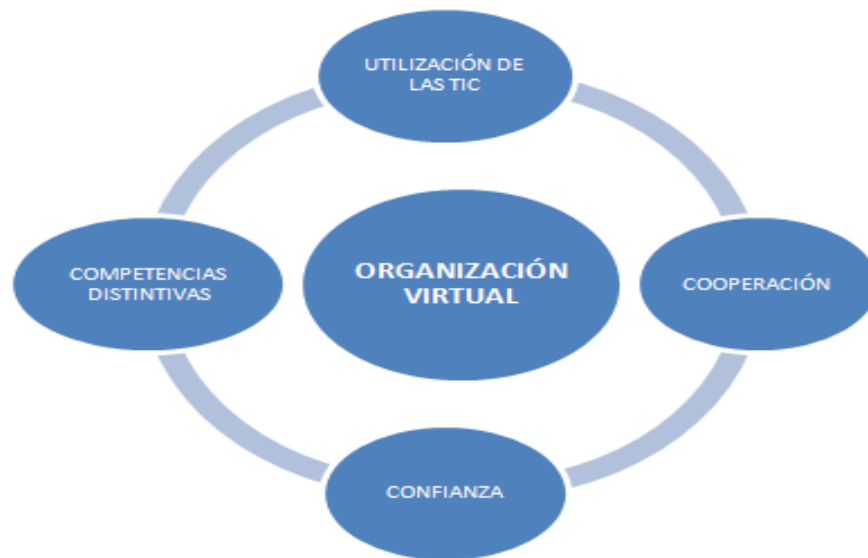 UTILIZACIÓN DE
LAS TIC
COMPETENCIAS
DISTINTIVAS
ORGANIZACIÓN
VIRTUAL
COOPERACIÓN
CONFIANZA